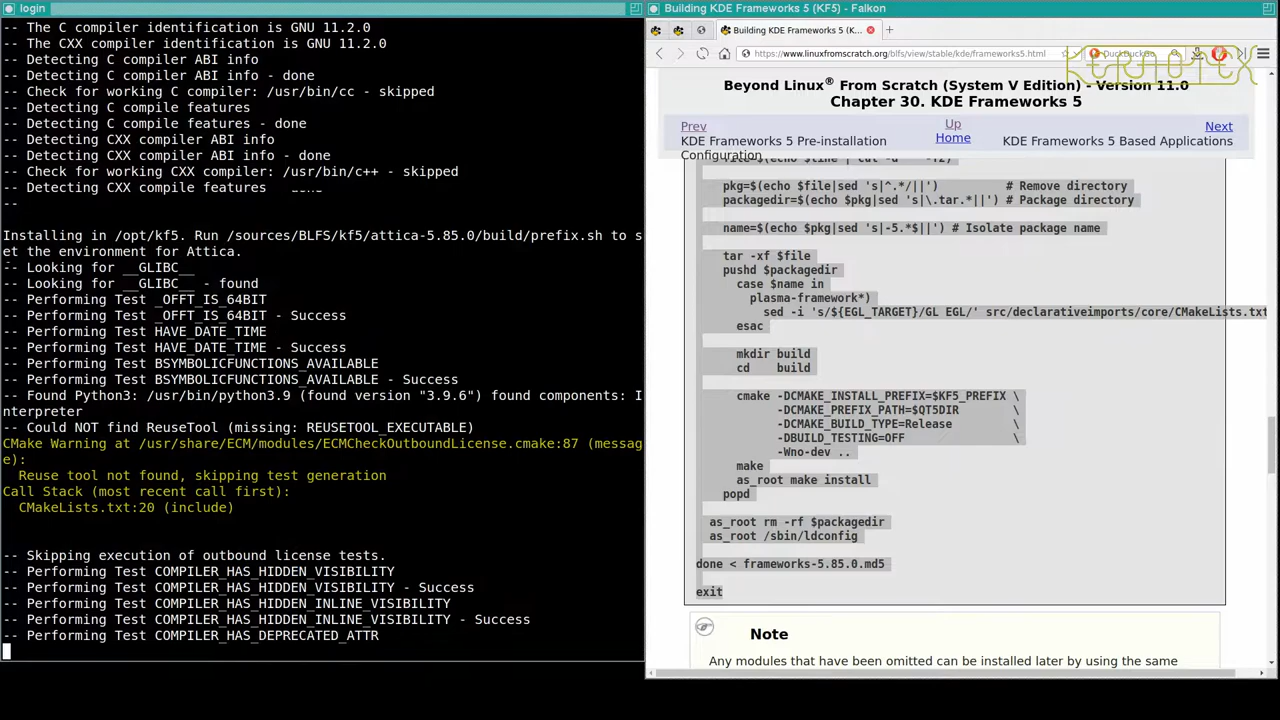 login
-- The C compiler identification is GNU 11.2.0
-- The CXX compiler identification is GNU 11.2.0
-- Detecting C compiler ABI info
-- Detecting C compiler ABI info - done
-- Check for working C compiler: /usr/bin/cc - skipped
-- Detecting C compile features
-- Detecting C compile features - done
-- Detecting CXX compiler ABI info
-- Detecting CXX compiler ABI info - done
-- Check for working CXX compiler: /usr/bin/c++ - skipped
-- Detecting CXX compile features
--
Installing in /opt/kf5. Run /sources/BLFS/kf5/attica-5.85.0/build/prefix.sh to s
et the environment for Attica.
-- Looking for __GLIBC__
-- Looking for __GLIBC__ - found
-- Performing Test _OFFT_IS_64BIT
-- Performing Test _OFFT_IS_64BIT - Success
-- Performing Test HAVE_DATE_TIME
-- Performing Test HAVE_DATE_TIME - Success
-- Performing Test BSYMBOLICFUNCTIONS_AVAILABLE
-- Performing Test BSYMBOLICFUNCTIONS_AVAILABLE - Success
-- Found Python3: /usr/bin/python3.9 (found version "3.9.6") found components: I
nterpreter
-- Could NOT find ReuseTool (missing: REUSETOOL_EXECUTABLE)
CMake Warning at /usr/share/ECM/modules/ECMCheckOutboundLicense.cmake:87 (messag
e):
  Reuse tool not found, skipping test generation
Call Stack (most recent call first):
  CMakeLists.txt:20 (include)
-- Skipping execution of outbound license tests.
-- Performing Test COMPILER_HAS_HIDDEN_VISIBILITY
-- Performing Test COMPILER_HAS_HIDDEN_VISIBILITY - Success
-- Performing Test COMPILER_HAS_HIDDEN_INLINE_VISIBILITY
-- Performing Test COMPILER_HAS_HIDDEN_INLINE_VISIBILITY - Success
-- Performing Test COMPILER_HAS_DEPRECATED_ATTR
Building KDE Frameworks 5 (KF5) - Falkon
Building KDE Frameworks 5 (K...
https://www.linuxfromscratch.org/blfs/view/stable/kde/frameworks5.html
DuckDuckGo
Beyond Linux® From Scratch (System V Edition) - Version 11.0
Chapter 30. KDE Frameworks 5
Prev
KDE Frameworks 5 Pre-installation
Configuration
Up
Home
Next
KDE Frameworks 5 Based Applications
pkg=$(echo $file|sed 's|^.*/||') # Remove directory
packagedir=$(echo $pkg|sed 's|\.tar.*||') # Package directory
name=$(echo $pkg|sed 's|-5.*$||') # Isolate package name
tar -xf $file
pushd $packagedir
case $name in
plasma-framework*)
sed -i 's/${EGL_TARGET}/GL EGL/' src/declarativeimports/core/CMakeLists.txt
esac
mkdir build
cd    build
cmake -DCMAKE_INSTALL_PREFIX=$KF5_PREFIX \
-DCMAKE_PREFIX_PATH=$QT5DIR \
-DCMAKE_BUILD_TYPE=Release \
-DBUILD_TESTING=OFF \
-Wno-dev ..
make
as_root make install
popd
as_root rm -rf $packagedir
as_root /sbin/ldconfig
done < frameworks-5.85.0.md5
exit
Note
Any modules that have been omitted can be installed later by using the same